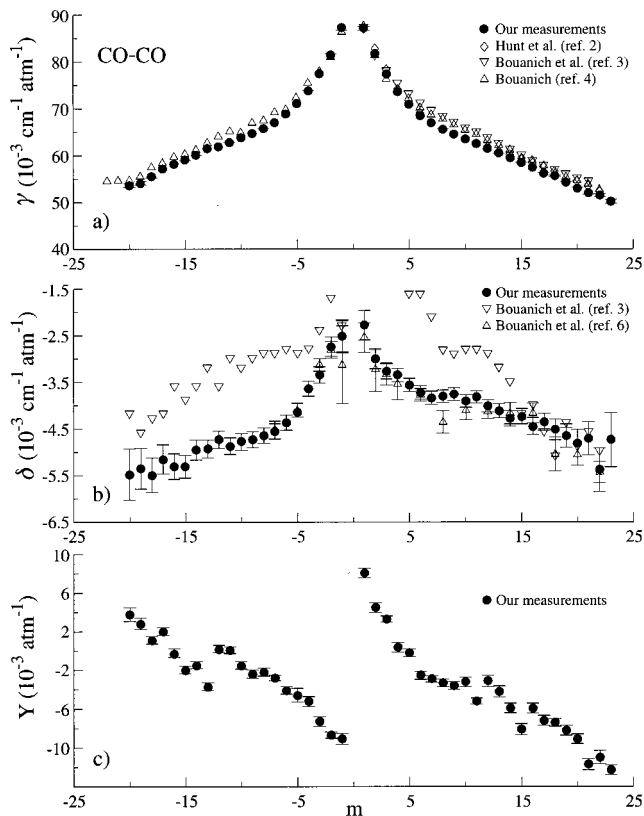 CO-CO
Our measurements
Hunt et al. (ref. 2)
Bouanich et al. (ref. 3)
Bouanich (ref. 4)
90
80
70
60
50
40
γ (10⁻³ cm⁻¹ atm⁻¹)
a)
-25 -15 -5 5 15 25
Our measurements
Bouanich et al. (ref. 3)
Bouanich et al. (ref. 6)
-1.5
-2.5
-3.5
-4.5
-5.5
-6.5
δ (10⁻³ cm⁻¹ atm⁻¹)
b)
-25 -15 -5 5 15 25
Our measurements
10
6
2
-2
-6
-10
Y (10⁻³ atm⁻¹)
c)
-25 -15 -5 5 15 25
m